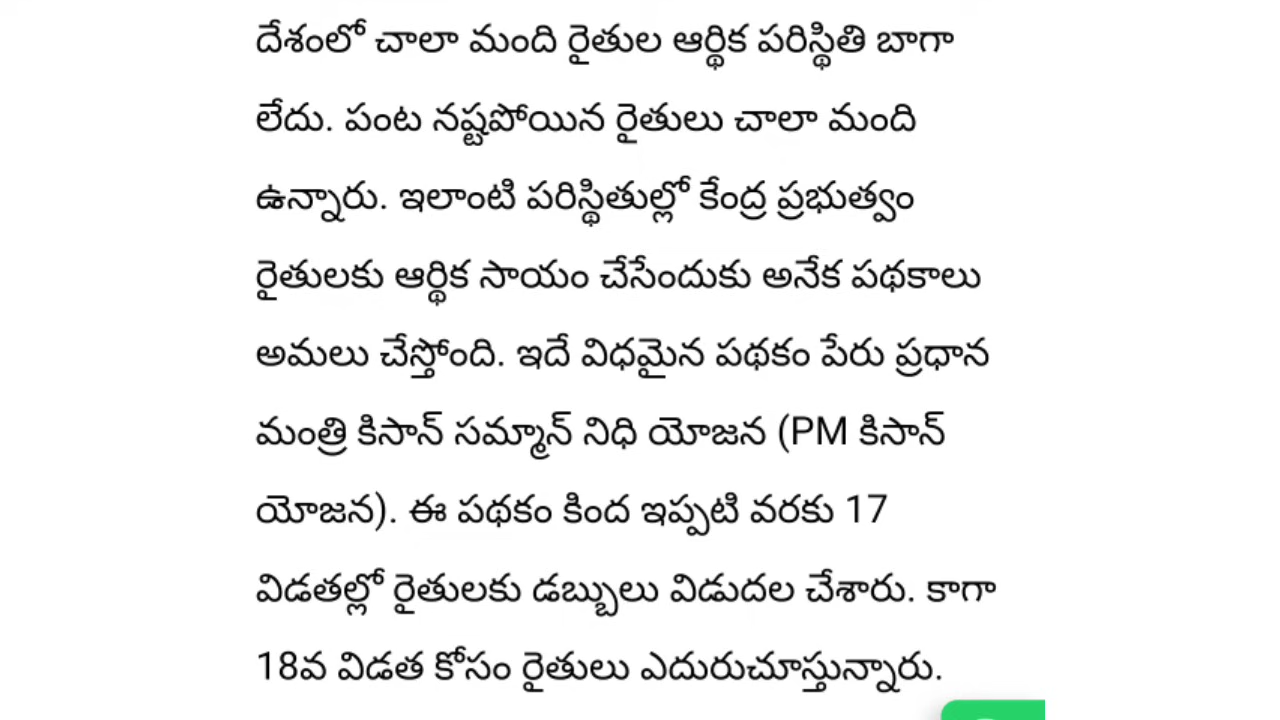 దేశంలో చాలా మంది రైతుల ఆర్థిక పరిస్థితి బాగా
లేదు. పంట నష్టపోయిన రైతులు చాలా మంది
ఉన్నారు. ఇలాంటి పరిస్థితుల్లో కేంద్ర ప్రభుత్వం
రైతులకు ఆర్థిక సాయం చేసేందుకు అనేక పథకాలు
అమలు చేస్తోంది. ఇదే విధమైన పథకం పేరు ప్రధాన
మంత్రి కిసాన్ సమ్మాన్ నిధి యోజన (PM కిసాన్
యోజన). ఈ పథకం కింద ఇప్పటి వరకు 17
విడతల్లో రైతులకు డబ్బులు విడుదల చేశారు. కాగా
18వ విడత కోసం రైతులు ఎదురుచూస్తున్నారు.